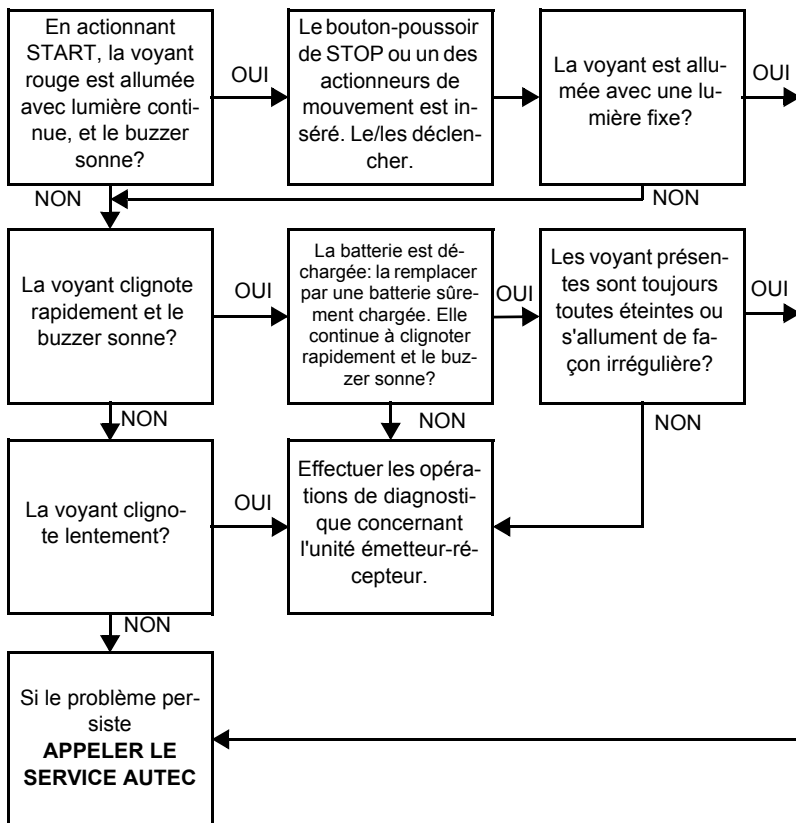 En actionnant
START, la voyant
rouge est allumée
avec lumière conti-
nue, et le buzzer
sonne?
OUI
Le bouton-poussoir
de STOP ou un des
actionneurs de
mouvement est in-
séré. Le/les déclen-
cher.
La voyant est allu-
mée avec une lu-
mière fixe?
OUI
NON
NON
La voyant clignote
rapidement et le
buzzer sonne?
OUI
La batterie est dé-
chargée: la remplacer
par une batterie sûre-
ment chargée. Elle
continue à clignoter
rapidement et le buz-
zer sonne?
OUI
Les voyant présen-
tes sont toujours
toutes éteintes ou
s'allument de fa-
çon irrégulière?
OUI
NON
NON
NON
La voyant cligno-
te lentement?
OUI
Effectuer les opéra-
tions de diagnosti-
que concernant
l'unité émetteur-ré-
cepteur.
NON
Si le problème per-
siste
APPELER LE
SERVICE AUTEC